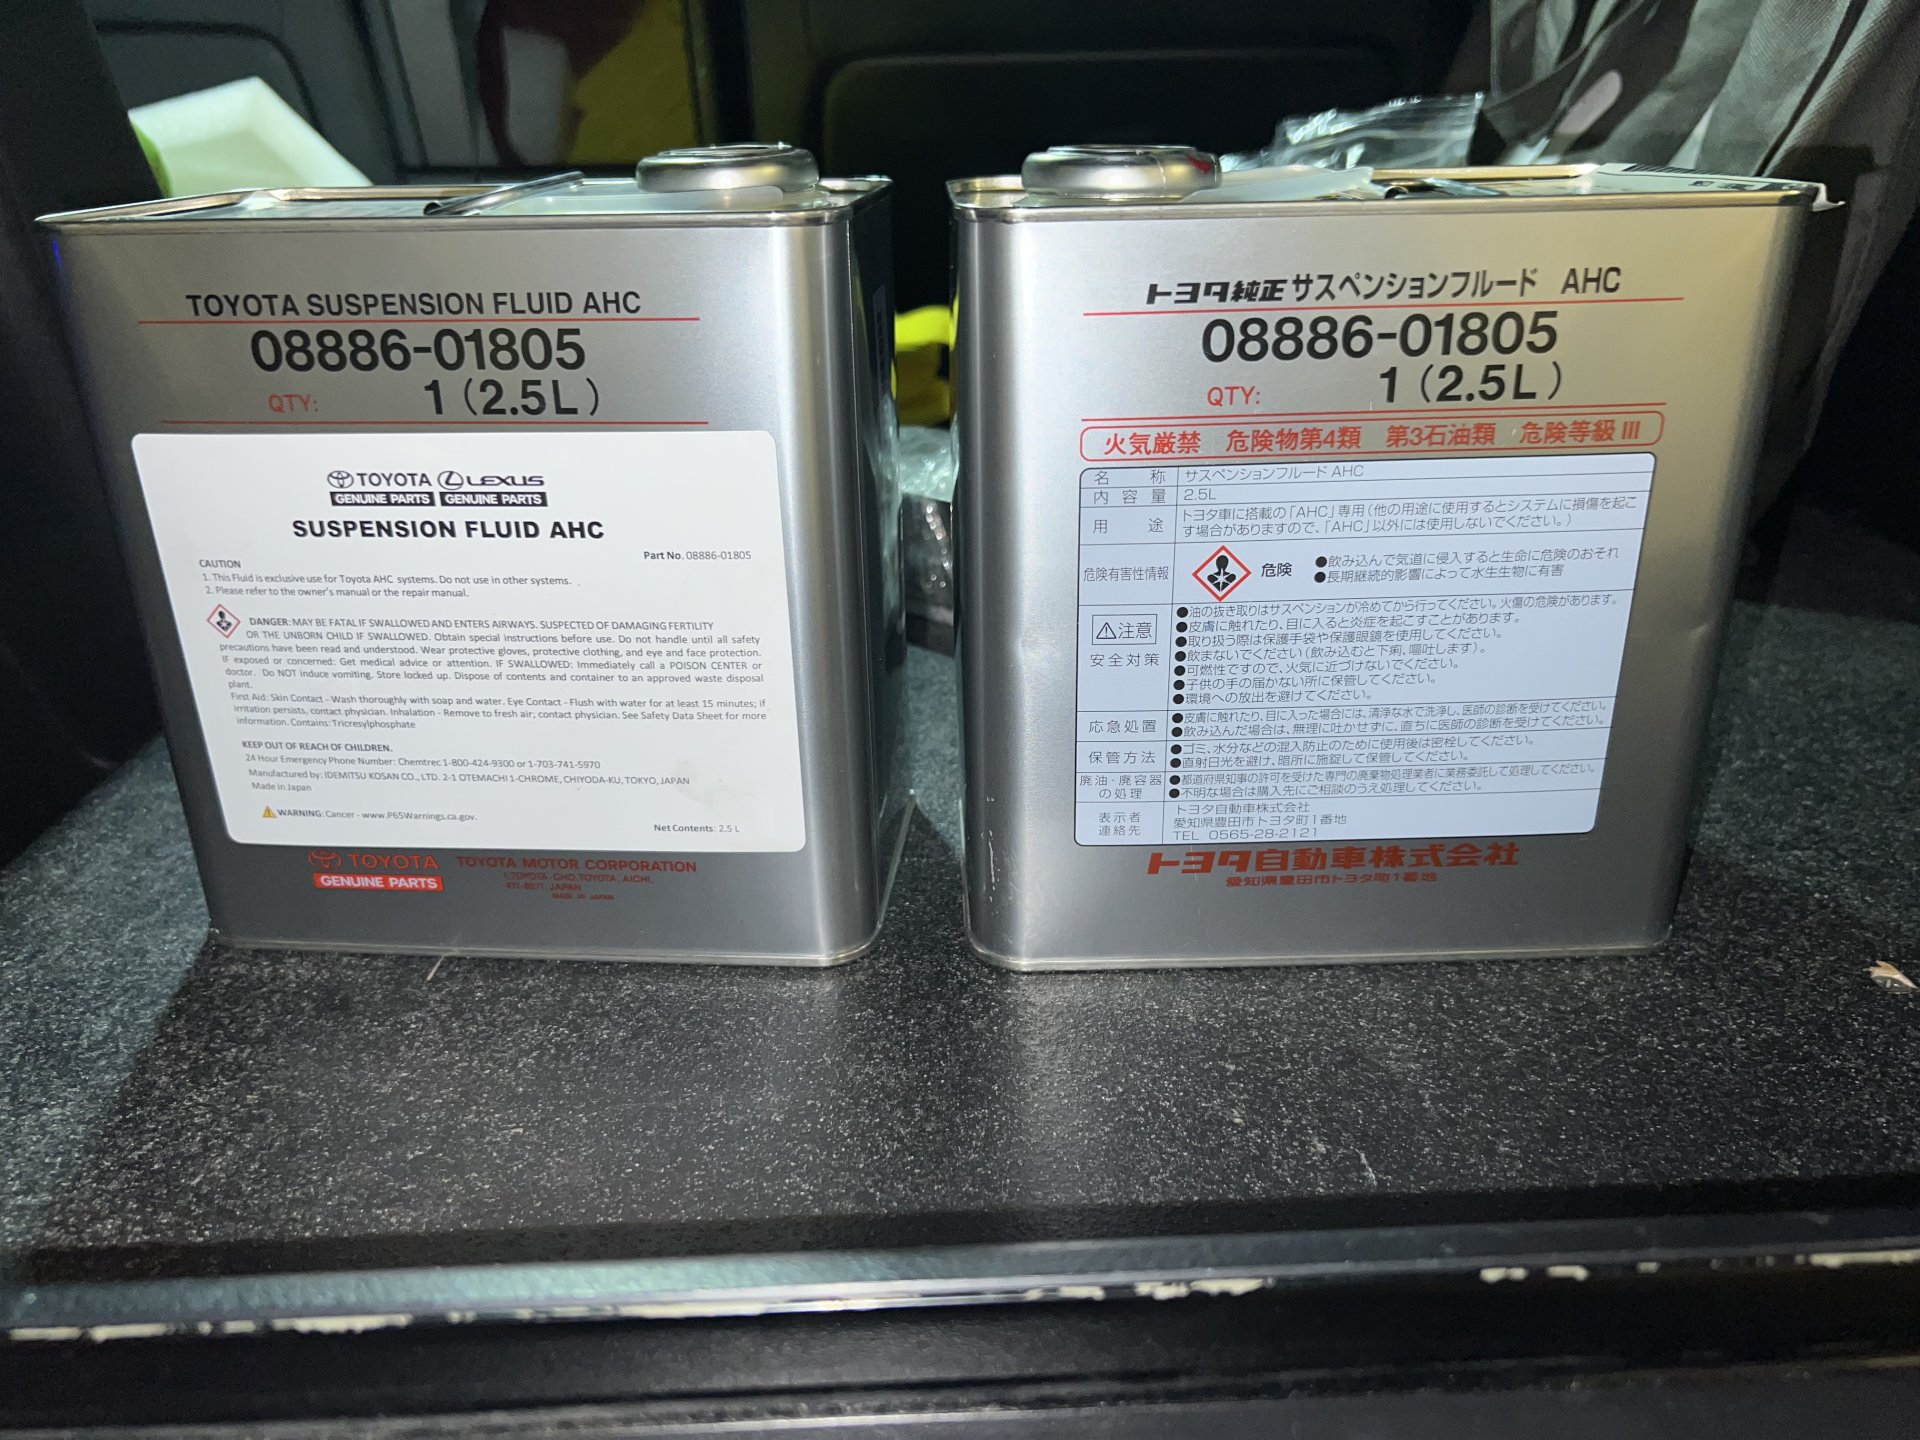 TOYOTA SUSPENSION FLUID AHC
08886-01805
QTY: 1 (2.5L)
TOYOTA LEXUS
GENUINE PARTS GENUINE PARTS
SUSPENSION FLUID AHC
Part No. 08886-01805
CAUTION
1. This Fluid is exclusive use for Toyota AHC systems. Do not use in other systems.
2. Please refer to the owner's manual or the repair manual.
DANGER: MAY BE FATAL IF SWALLOWED AND ENTERS AIRWAYS. SUSPECTED OF DAMAGING FERTILITY
OR THE UNBORN CHILD IF SWALLOWED. Obtain special instructions before use. Do not handle until all safety
precautions have been read and understood. Wear protective gloves, protective clothing, and eye and face protection.
IF exposed or concerned: Get medical advice or attention. IF SWALLOWED: Immediately call a POISON CENTER or
doctor. Do NOT induce vomiting. Store locked up. Dispose of contents and container to an approved waste disposal
plant.
First Aid: Skin Contact - Wash thoroughly with soap and water. Eye Contact - Flush with water for at least 15 minutes; if
irritation persists, contact physician. Inhalation - Remove to fresh air; contact physician. See Safety Data Sheet for more
information. Contains: Tricresylphosphate
KEEP OUT OF REACH OF CHILDREN.
24 Hour Emergency Phone Number: Chemtrec 1-800-424-9300 or 1-703-741-5970
Manufactured by: IDEMITSU KOSAN CO., LTD. 2-1 OTEMACHI 1-CHROME, CHIYODA-KU, TOKYO, JAPAN
Made in Japan
WARNING: Cancer - www.P65Warnings.ca.gov.
Net Contents: 2.5 L
TOYOTA
GENUINE PARTS
TOYOTA MOTOR CORPORATION
1, TOYOTA-CHO, TOYOTA, AICHI,
471-8571, JAPAN
MADE IN JAPAN
トヨタ純正サスペンションフルード AHC
08886-01805
QTY: 1 (2.5L)
火気厳禁 危険物第4類 第3石油類 危険等級 III
名称 サスペンションフルード AHC
内容量 2.5L
用途 トヨタ車に搭載の「AHC」専用(他の用途に使用するとシステムに損傷を起こ
す場合がありますので、「AHC」以外には使用しないでください。)
危険有害性情報 危険 ●飲み込んで気道に侵入すると生命に危険のおそれ
●長期継続的影響によって水生生物に有害
⚠注意
安全対策
●油の抜き取りはサスペンションが冷めてから行ってください。火傷の危険があります。
●皮膚に触れたり、目に入ると炎症を起こすことがあります。
●取り扱う際は保護手袋や保護眼鏡を使用してください。
●飲まないでください(飲み込むと下痢、嘔吐します)。
●可燃性ですので、火気に近づけないでください。
●子供の手の届かない所に保管してください。
●環境への放出を避けてください。
応急処置 ●皮膚に触れたり、目に入った場合には、清浄な水で洗浄し、医師の診断を受けてください。
●飲み込んだ場合は、無理に吐かせずに、直ちに医師の診断を受けてください。
保管方法 ●ゴミ、水分などの混入防止のために使用後は密栓してください。
●直射日光を避け、暗所に施錠して保管してください。
廃油・廃容器の処理 ●都道府県知事の許可を受けた専門の廃棄物処理業者に業務委託して処理してください。
●不明な場合は購入先にご相談のうえ処理してください。
表示者
連絡先
トヨタ自動車株式会社
愛知県豊田市トヨタ町1番地
TEL 0565-28-2121
トヨタ自動車株式会社
愛知県豊田市トヨタ町1番地